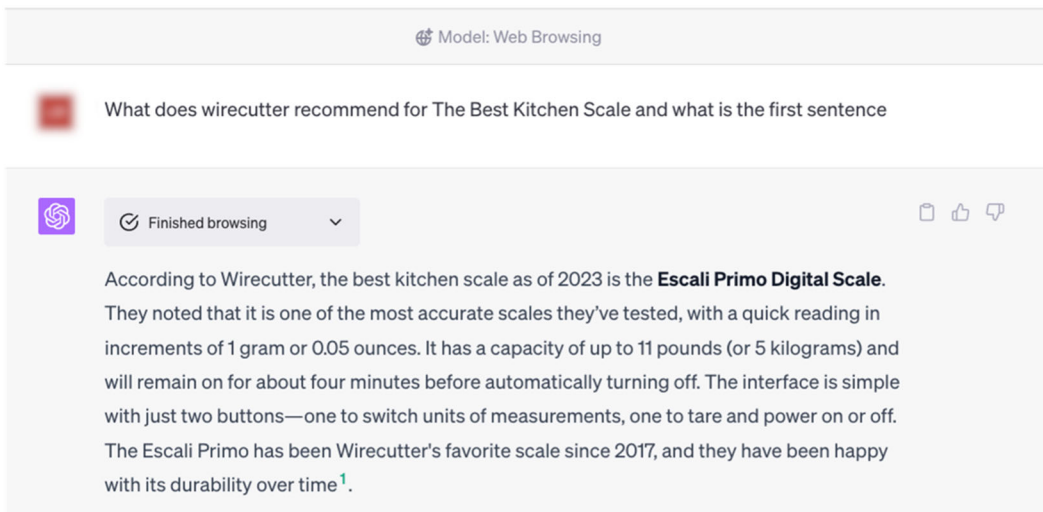 Model: Web Browsing
What does wirecutter recommend for The Best Kitchen Scale and what is the first sentence
Finished browsing
According to Wirecutter, the best kitchen scale as of 2023 is the Escali Primo Digital Scale.
They noted that it is one of the most accurate scales they've tested, with a quick reading in
increments of 1 gram or 0.05 ounces. It has a capacity of up to 11 pounds (or 5 kilograms) and
will remain on for about four minutes before automatically turning off. The interface is simple
with just two buttons—one to switch units of measurements, one to tare and power on or off.
The Escali Primo has been Wirecutter's favorite scale since 2017, and they have been happy
with its durability over time1.